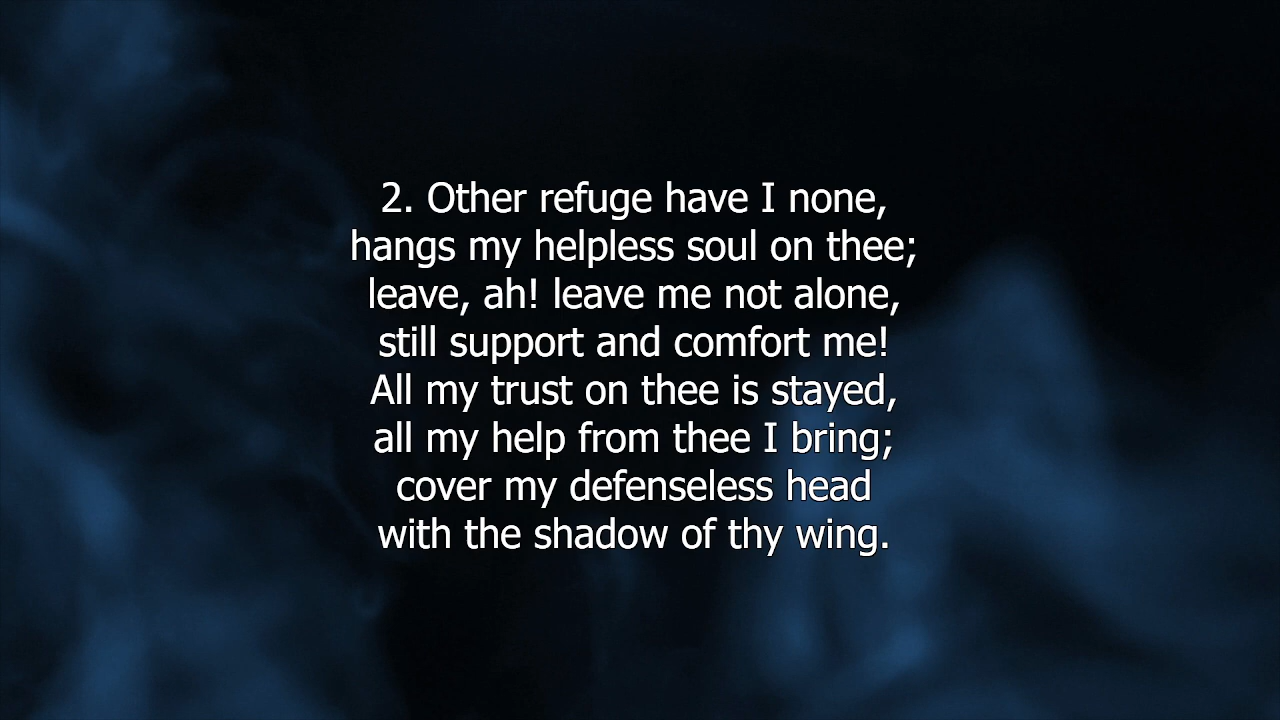 2. Other refuge have I none,
hangs my helpless soul on thee;
leave, ah! leave me not alone,
still support and comfort me!
All my trust on thee is stayed,
all my help from thee I bring;
cover my defenseless head
with the shadow of thy wing.